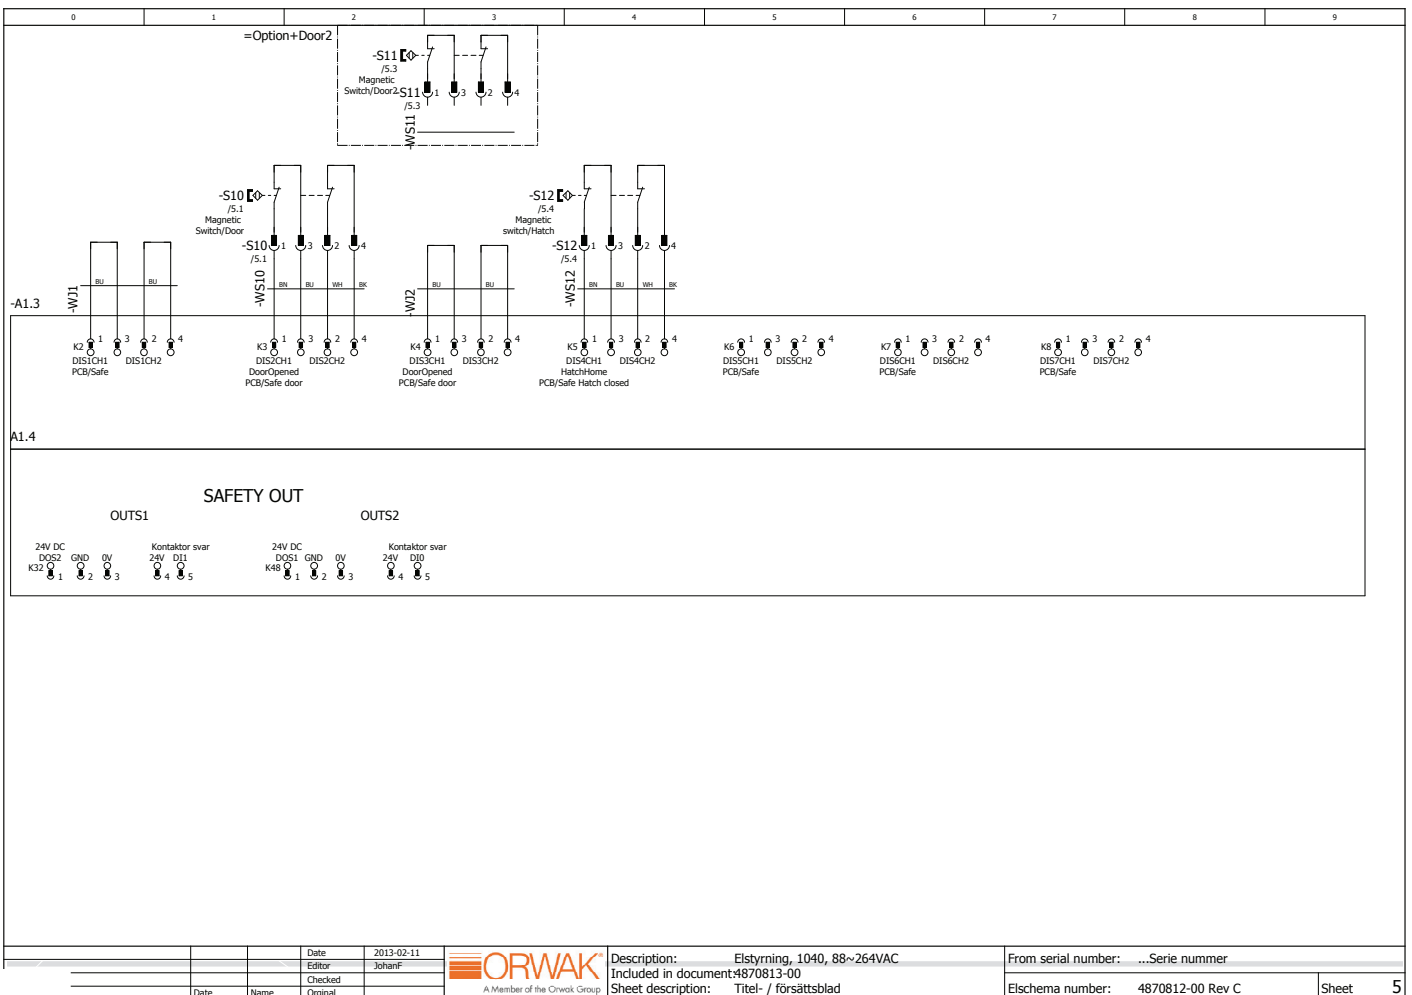 0 1 2 3 4 5 6 7 8 9
=Option+Door2
-S11
/5.3
Magnetic
Switch/Door2
-S11 1 3 2 4
/5.3
-WS11
-S10
/5.1
Magnetic
Switch/Door
-S12
/5.4
Magnetic
switch/Hatch
-S10 1 3 2 4
/5.1
-S12 1 3 2 4
/5.4
-WJ1 BU BU
-WS10 BN BU WH BK
-WJ2 BU BU
-WS12 BN BU WH BK
-A1.3
K2 1 3 2 4
DIS1CH1 DIS1CH2
PCB/Safe
K3 1 3 2 4
DIS2CH1 DIS2CH2
DoorOpened
PCB/Safe door
K4 1 3 2 4
DIS3CH1 DIS3CH2
DoorOpened
PCB/Safe door
K5 1 3 2 4
DIS4CH1 DIS4CH2
HatchHome
PCB/Safe Hatch closed
K6 1 3 2 4
DIS5CH1 DIS5CH2
PCB/Safe
K7 1 3 2 4
DIS6CH1 DIS6CH2
PCB/Safe
K8 1 3 2 4
DIS7CH1 DIS7CH2
PCB/Safe
A1.4
SAFETY OUT
OUTS1 OUTS2
24V DC Kontaktor svar 24V DC Kontaktor svar
DOS2 GND 0V 24V DI1 DOS1 GND 0V 24V DI0
K32 1 2 3 4 5 K48 1 2 3 4 5
Date 2013-02-11
Editor JohanF
Checked
Date Name Orginal
ORWAK
A Member of the Orwak Group
Description: Elstyrning, 1040, 88~264VAC
Included in document: 4870813-00
Sheet description: Titel- / försättsblad
From serial number: ...Serie nummer
Elschema number: 4870812-00 Rev C
Sheet 5